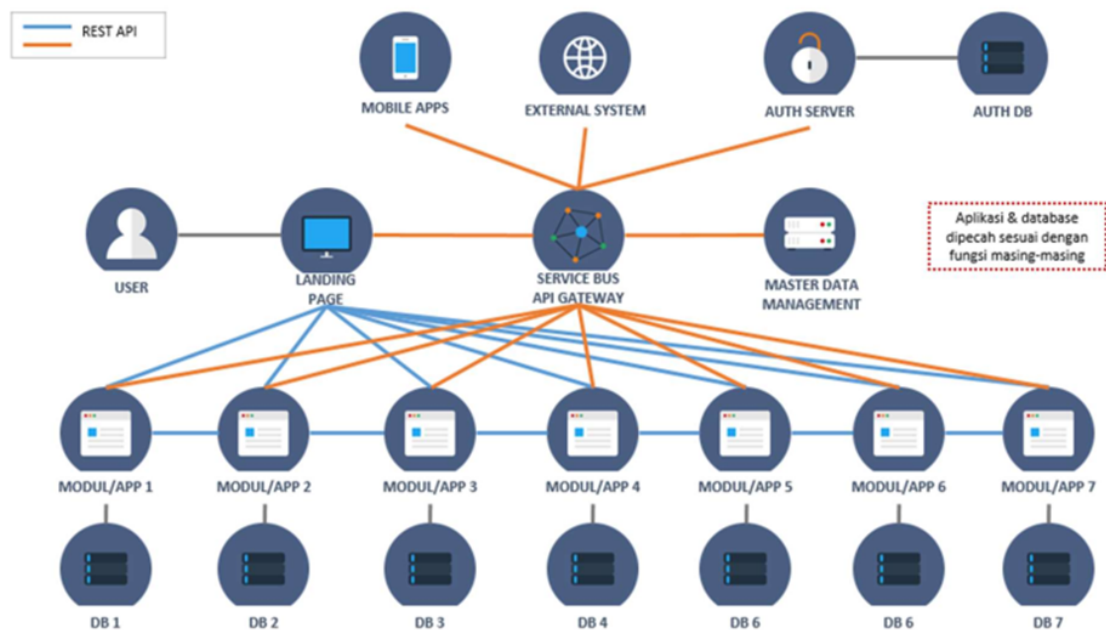 REST API
MOBILE APPS
EXTERNAL SYSTEM
AUTH SERVER
AUTH DB
USER
LANDING
PAGE
SERVICE BUS
API GATEWAY
MASTER DATA
MANAGEMENT
Aplikasi & database
dipecah sesuai dengan
fungsi masing-masing
MODUL/APP 1
MODUL/APP 2
MODUL/APP 3
MODUL/APP 4
MODUL/APP 5
MODUL/APP 6
MODUL/APP 7
DB 1
DB 2
DB 3
DB 4
DB 6
DB 6
DB 7